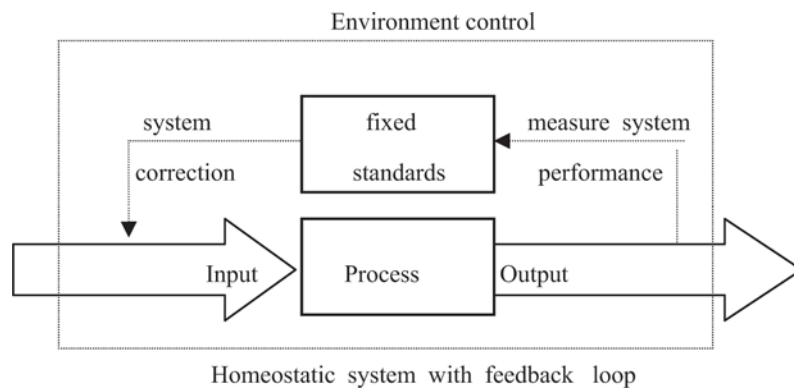 Environment control
system
fixed
measure system
correction
standards
performance
Input
Process
Output
Homeostatic system with feedback loop